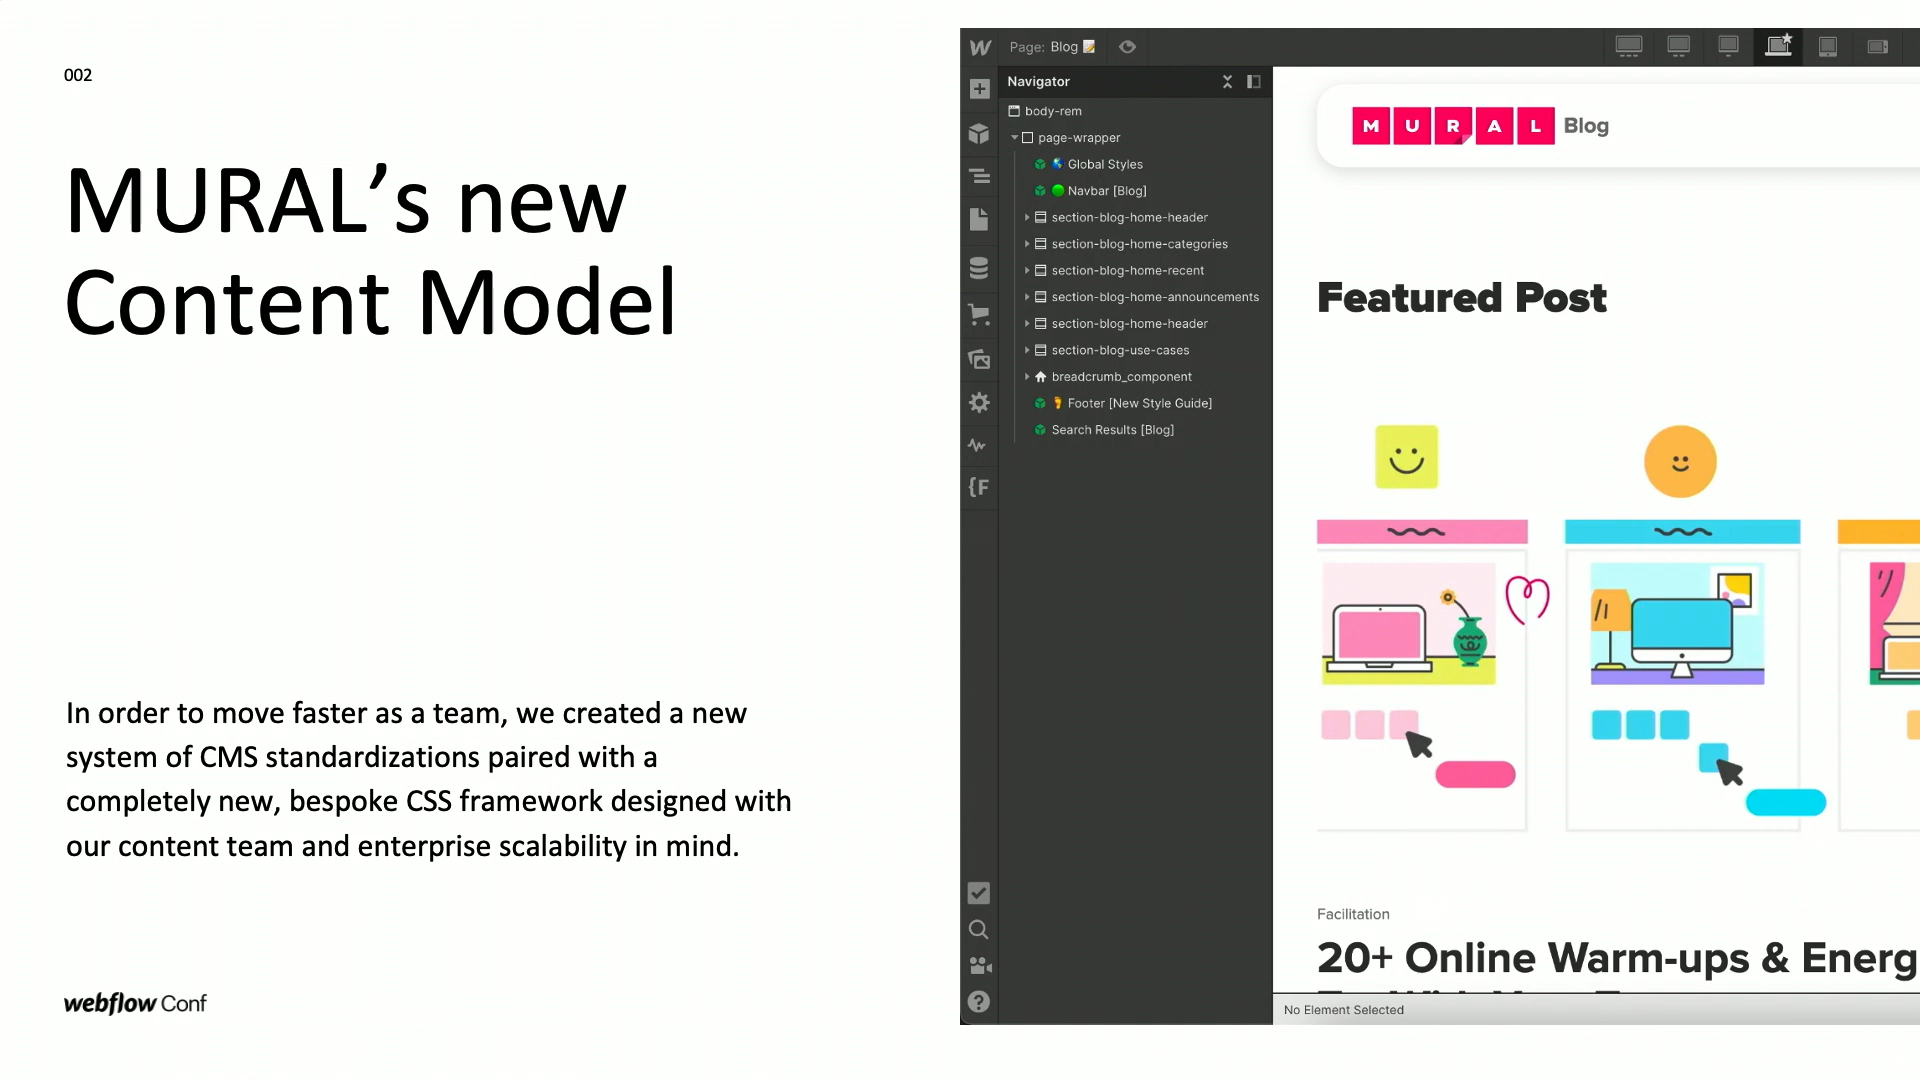 002
MURAL’s new
Content Model
In order to move faster as a team, we created a new
system of CMS standardizations paired with a
completely new, bespoke CSS framework designed with
our content team and enterprise scalability in mind.
webflow Conf
Page: Blog
Navigator
body-rem
page-wrapper
Global Styles
Navbar [Blog]
section-blog-home-header
section-blog-home-categories
section-blog-home-recent
section-blog-home-announcements
section-blog-home-header
section-blog-use-cases
breadcrumb_component
Footer [New Style Guide]
Search Results [Blog]
{F
MURAL Blog
Featured Post
Facilitation
20+ Online Warm-ups & Energ
No Element Selected